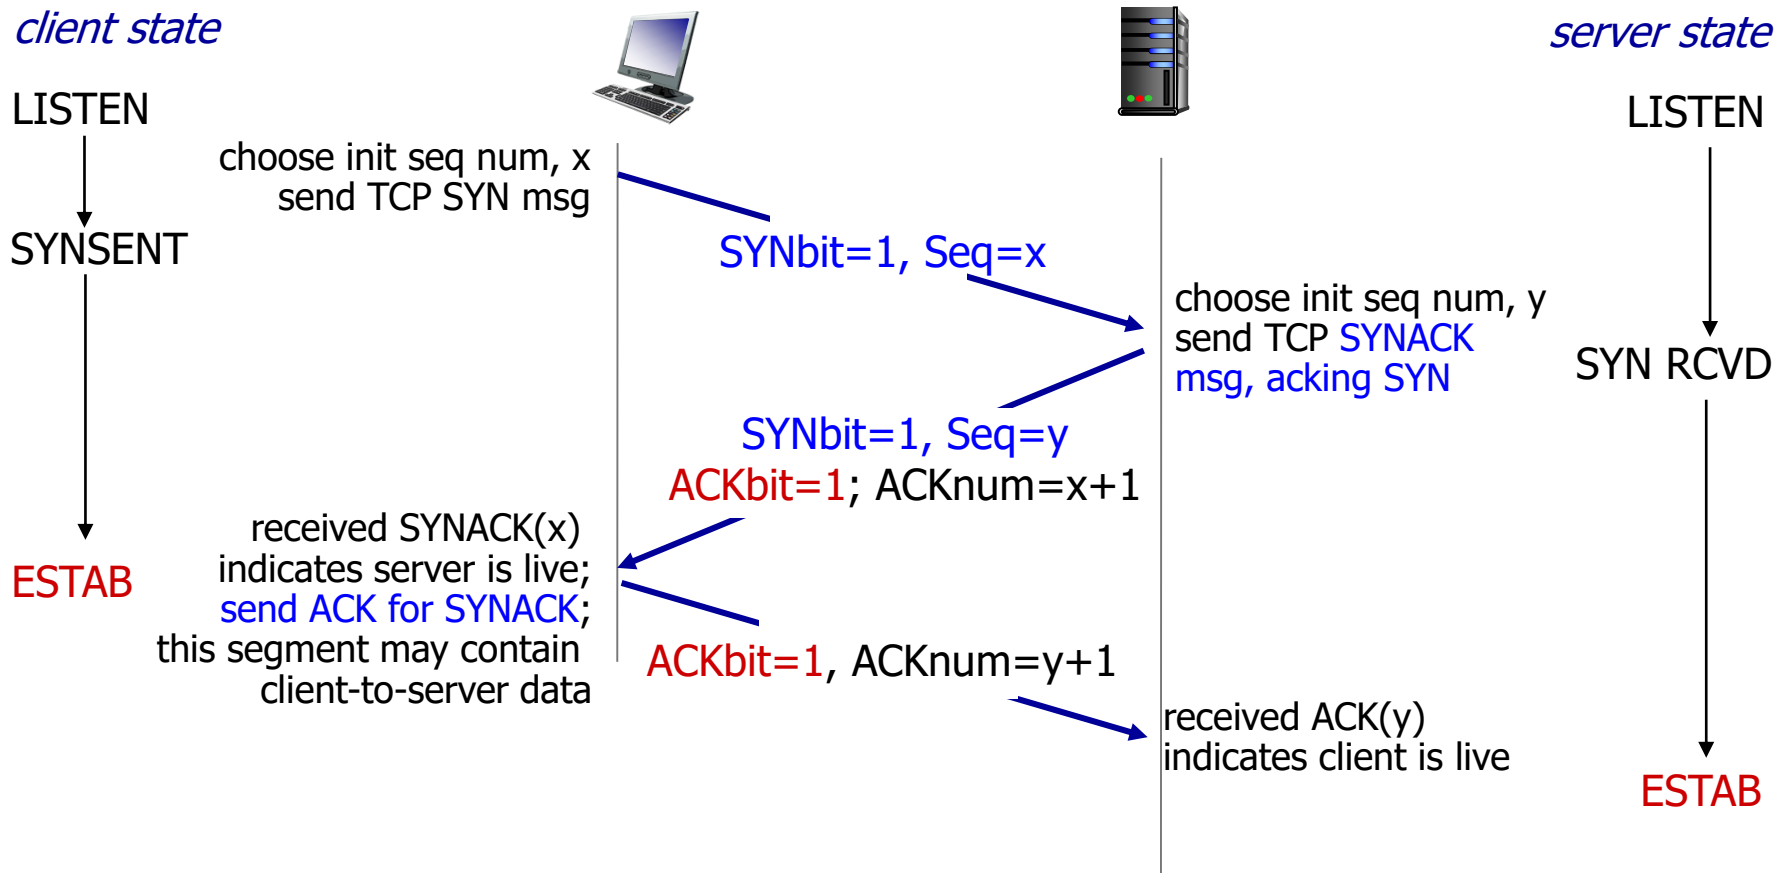 client state
server state
LISTEN
LISTEN
choose init seq num, x
send TCP SYN msg
SYNSENT
SYNbit=1, Seq=x
choose init seq num, y
send TCP SYNACK
msg, acking SYN
SYN RCVD
SYNbit=1, Seq=y
ACKbit=1; ACKnum=x+1
received SYNACK(x)
indicates server is live;
send ACK for SYNACK;
this segment may contain
client-to-server data
ESTAB
ACKbit=1, ACKnum=y+1
received ACK(y)
indicates client is live
ESTAB